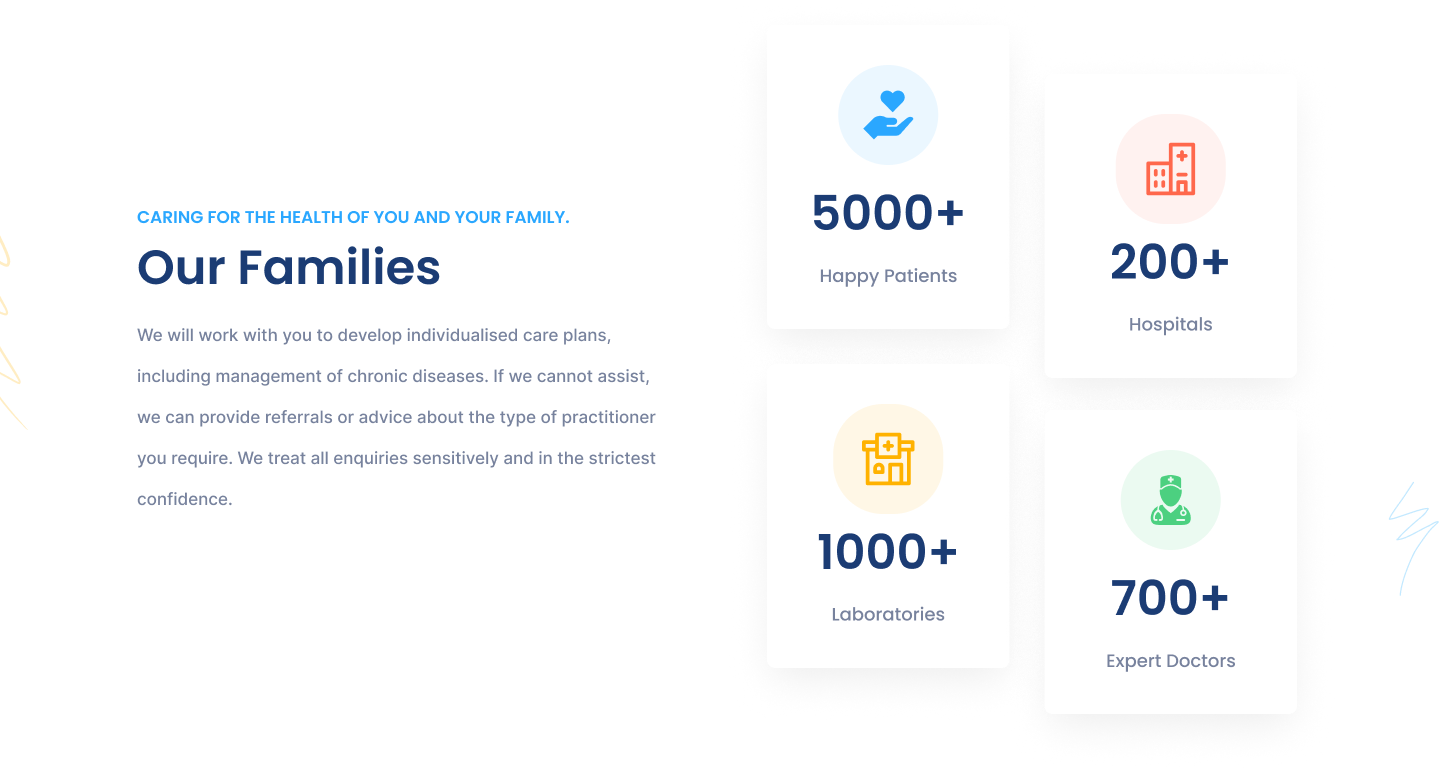 CARING FOR THE HEALTH OF YOU AND YOUR FAMILY.
Our Families
We will work with you to develop individualised care plans,
including management of chronic diseases. If we cannot assist,
we can provide referrals or advice about the type of practitioner
you require. We treat all enquiries sensitively and in the strictest
confidence.
5000+
Happy Patients
200+
Hospitals
1000+
Laboratories
700+
Expert Doctors